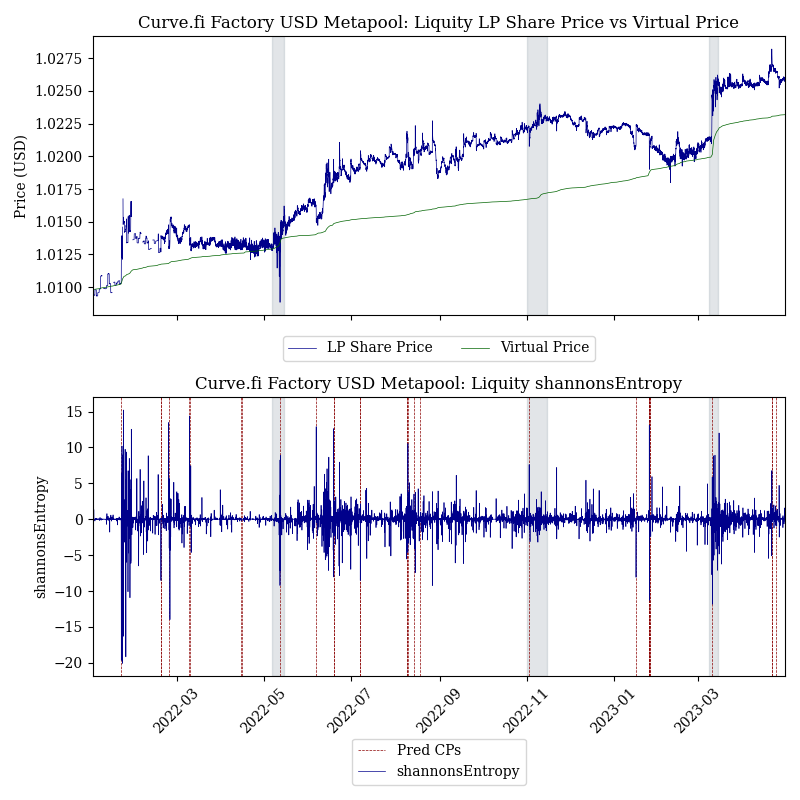 Curve.fi Factory USD Metapool: Liquity LP Share Price vs Virtual Price
1.0275
1.0250
1.0225
1.0200
1.0175
1.0150
1.0125
1.0100
Price (USD)
LP Share Price
Virtual Price
Curve.fi Factory USD Metapool: Liquity shannonsEntropy
15
10
5
0
−5
−10
−15
−20
shannonsEntropy
2022-03
2022-05
2022-07
2022-09
2022-11
2023-01
2023-03
Pred CPs
shannonsEntropy